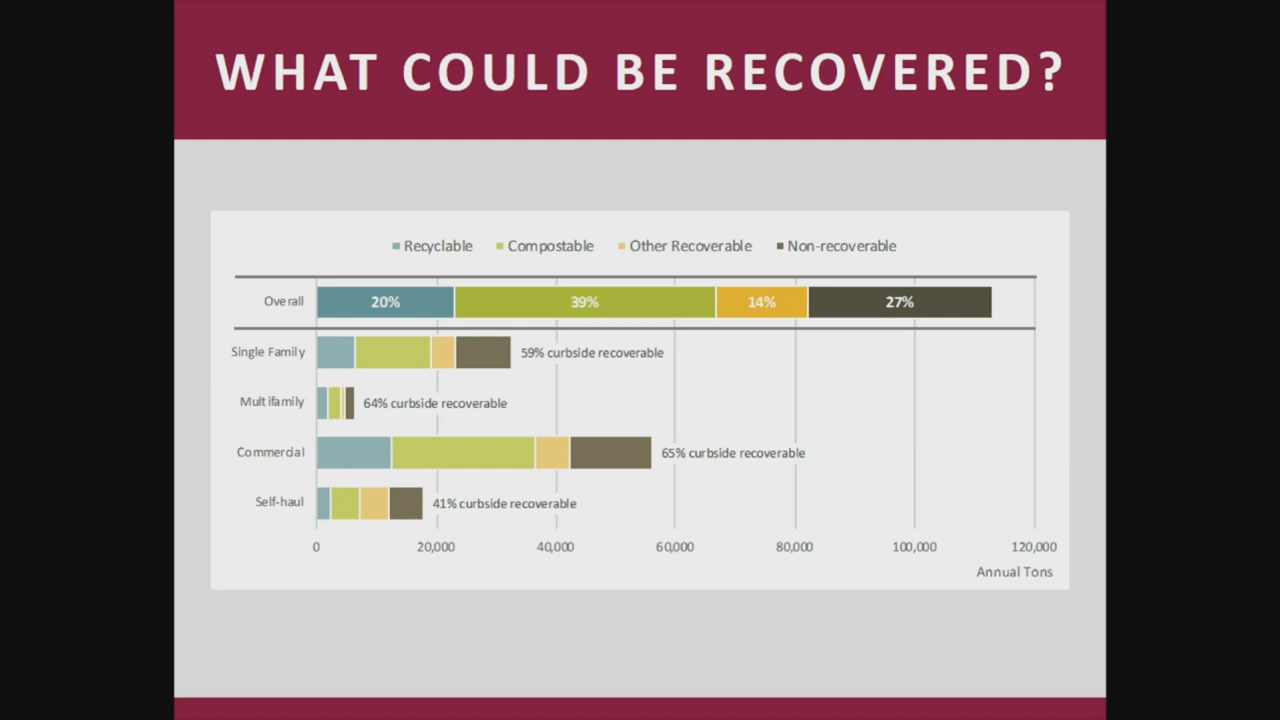 WHAT COULD BE RECOVERED?
Recyclable Compostable Other Recoverable Non-recoverable
Overall 20% 39% 14% 27%
Single Family 59% curbside recoverable
Multifamily 64% curbside recoverable
Commercial 65% curbside recoverable
Self-haul 41% curbside recoverable
0 20,000 40,000 60,000 80,000 100,000 120,000
Annual Tons